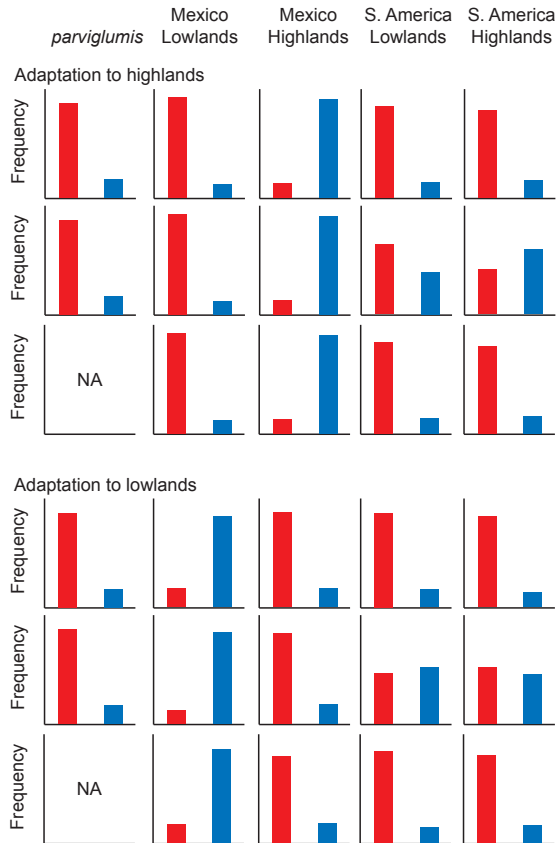 parviglumis
Mexico
Lowlands
Mexico
Highlands
S. America
Lowlands
S. America
Highlands
Adaptation to highlands
Frequency
Frequency
Frequency
NA
Adaptation to lowlands
Frequency
Frequency
Frequency
NA